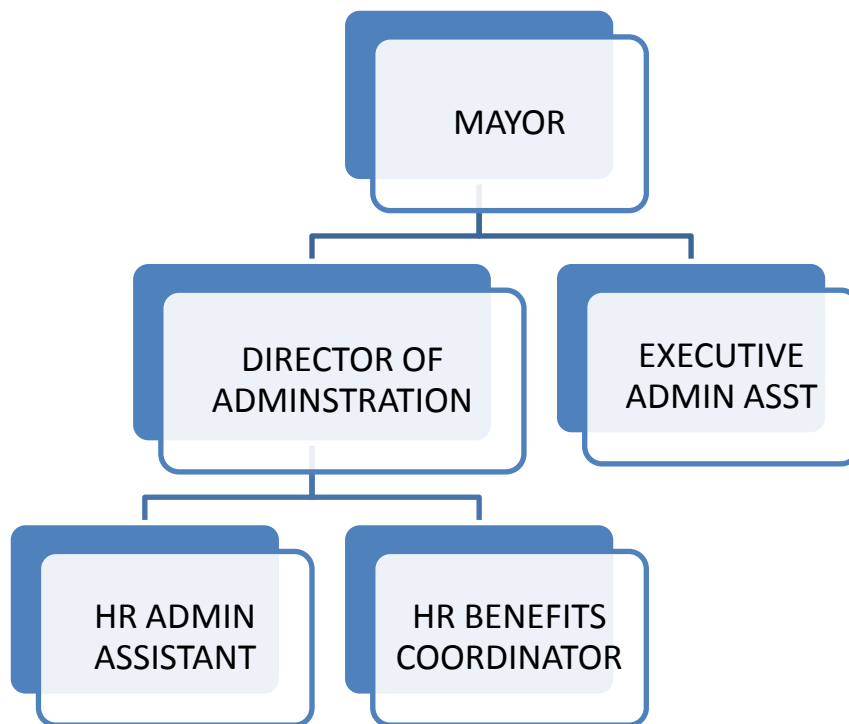 MAYOR
DIRECTOR OF
ADMINSTRATION
EXECUTIVE
ADMIN ASST
HR ADMIN
ASSISTANT
HR BENEFITS
COORDINATOR